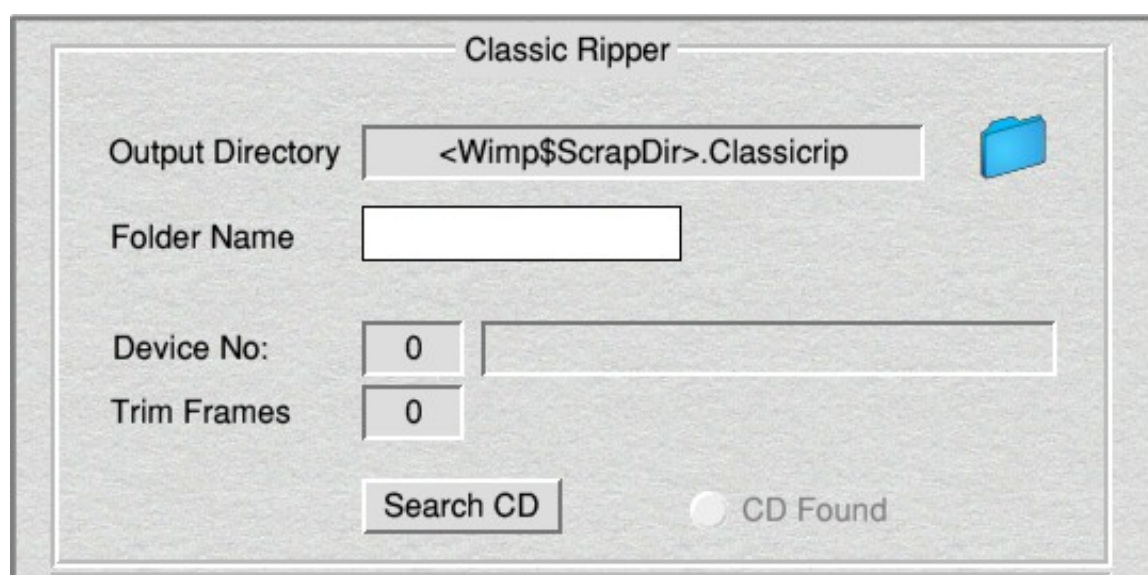 Classic Ripper
Output Directory <Wimp$ScrapDir>.Classicrip
Folder Name
Device No: 0
Trim Frames 0
Search CD CD Found